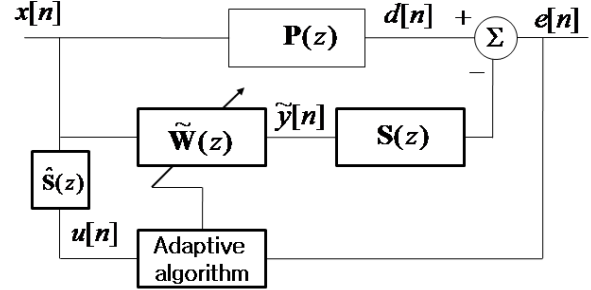 x[n]
P(z)
d[n]
+
Σ
e[n]
−
W̃(z)
ỹ[n]
S(z)
Ŝ(z)
u[n]
Adaptive
algorithm